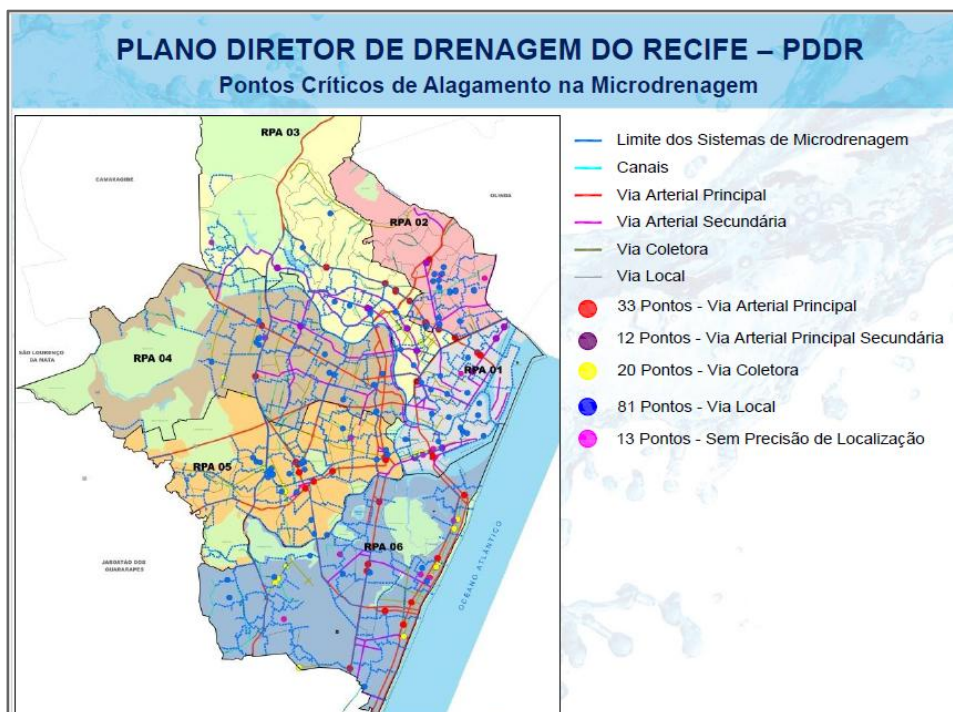 PLANO DIRETOR DE DRENAGEM DO RECIFE – PDDR
Pontos Críticos de Alagamento na Microdrenagem
RPA 03
CAMARAGIBE
OLINDA
RPA 02
RPA 04
SÃO LOURENÇO
DA MATA
RPA 01
RPA 05
RPA 06
JABOATÃO DOS
GUARARAPES
OCEANO ATLÂNTICO
Limite dos Sistemas de Microdrenagem
Canais
Via Arterial Principal
Via Arterial Secundária
Via Coletora
Via Local
33 Pontos - Via Arterial Principal
12 Pontos - Via Arterial Principal Secundária
20 Pontos - Via Coletora
81 Pontos - Via Local
13 Pontos - Sem Precisão de Localização